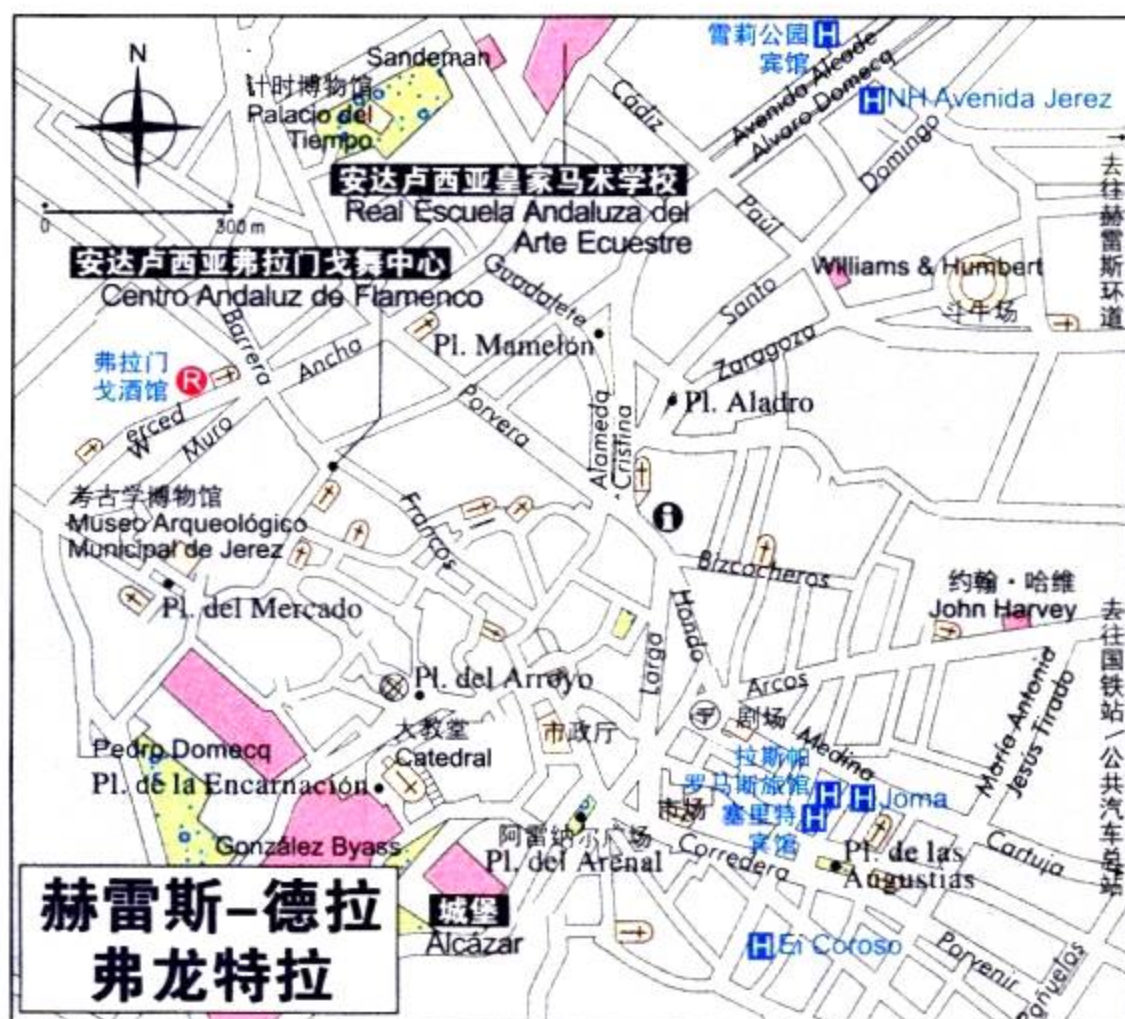 雪莉公园
宾馆
N
Sandeman
计时博物馆
Palacio del
Tiempo
Cádiz
Avenida Alcade
Alvaro Domecq
NH Avenida Jerez
Domingo
安达卢西亚皇家马术学校
Real Escuela Andaluza del
Arte Ecuestre
0 300 m
Paúl
去往赫雷斯环道
安达卢西亚弗拉门戈舞中心
Centro Andaluz de Flamenco
Guadalete
Santo
Williams & Humbert
斗牛场
Barrera
Ancha
Pl. Mamelón
Zaragoza
弗拉门
戈酒馆
R
Porvera
Pl. Aladro
erced
W
Muro
Alameda
Cristina
考古学博物馆
Museo Arqueológico
Municipal de Jerez
Francos
i
Bizcocheros
约翰·哈维
John Harvey
Pl. del Mercado
Hondo
Larga
去往国铁站/公共汽车总站
Pl. del Arroyo
Arcos
Maria Antonia
Jesus Tirado
大教堂
Catedral
市政厅
剧场
Medina
Pedro Domecq
Pl. de la Encarnación
拉斯帕
罗马斯旅馆
H
H Joma
塞里特
宾馆
H
市场
González Byass
阿雷纳尔广场
Pl. del Arenal
Corredera
Pl. de las
Augustias
Cartuja
赫雷斯-德拉
弗龙特拉
城堡
Alcázar
H Ei Coroso
Porvenir